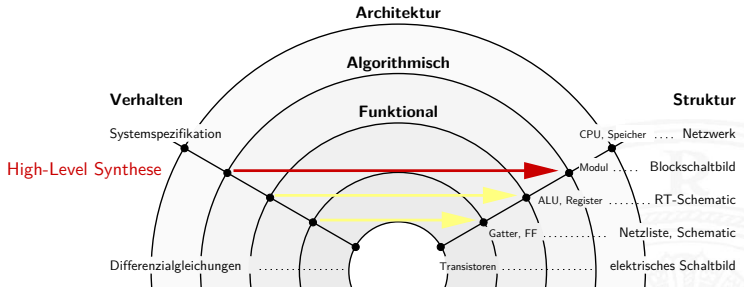 Architektur
Algorithmisch
Funktional
Verhalten
Struktur
Systemspezifikation
CPU, Speicher .... Netzwerk
High-Level Synthese
Modul ..... Blockschaltbild
ALU, Register ........ RT-Schematic
Gatter, FF ............ Netzliste, Schematic
Differenzialgleichungen ................
Transistoren ................. elektrisches Schaltbild